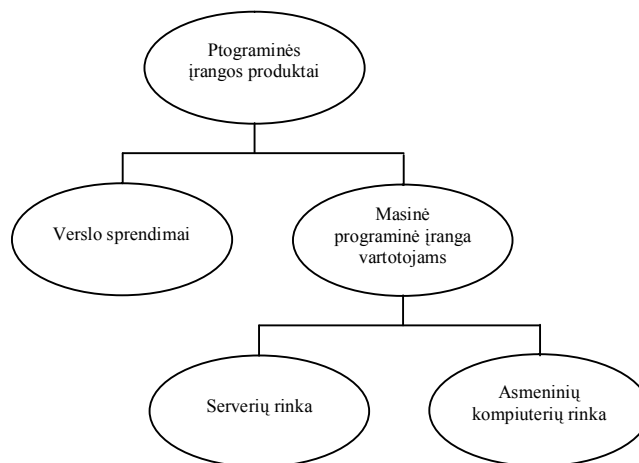 Ptograminės
įrangos produktai
Verslo sprendimai
Masinė
programinė įranga
vartotojams
Serverių rinka
Asmeninių
kompiuterių rinka